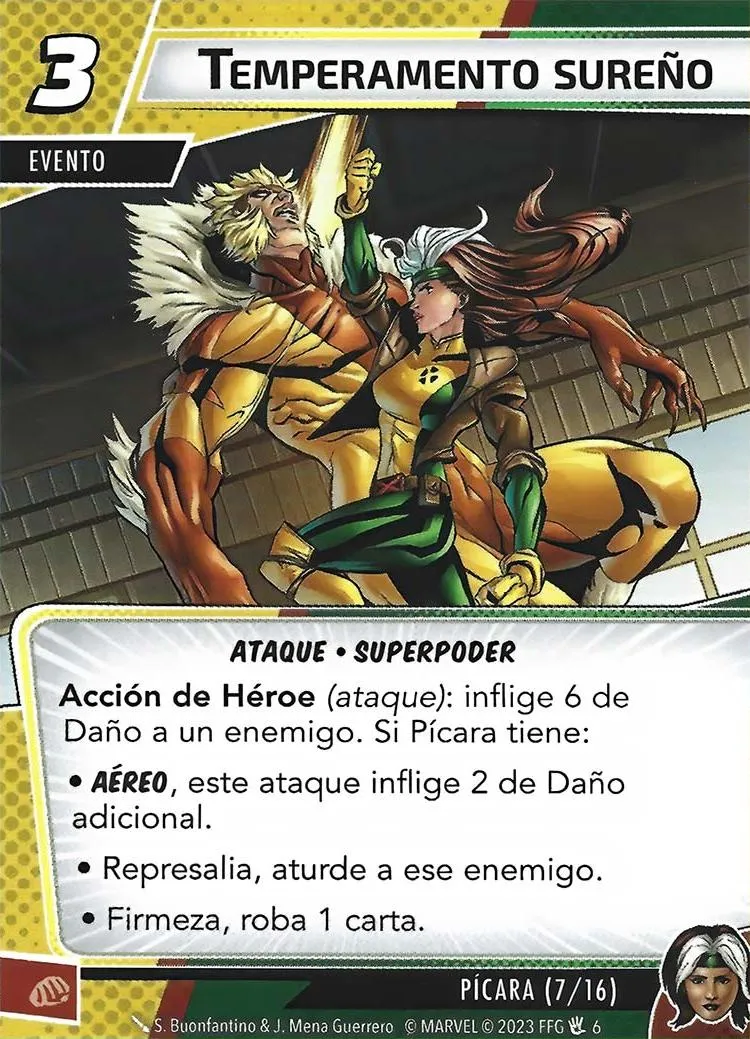 3
TEMPERAMENTO SUREÑO
EVENTO
ATAQUE • SUPERPODER
Acción de Héroe (ataque): inflige 6 de
Daño a un enemigo. Si Pícara tiene:
• AÉREO, este ataque inflige 2 de Daño
adicional.
• Represalia, aturde a ese enemigo.
• Firmeza, roba 1 carta.
PÍCARA (7/16)
S. Buonfantino & J. Mena Guerrero © MARVEL © 2023 FFG 6